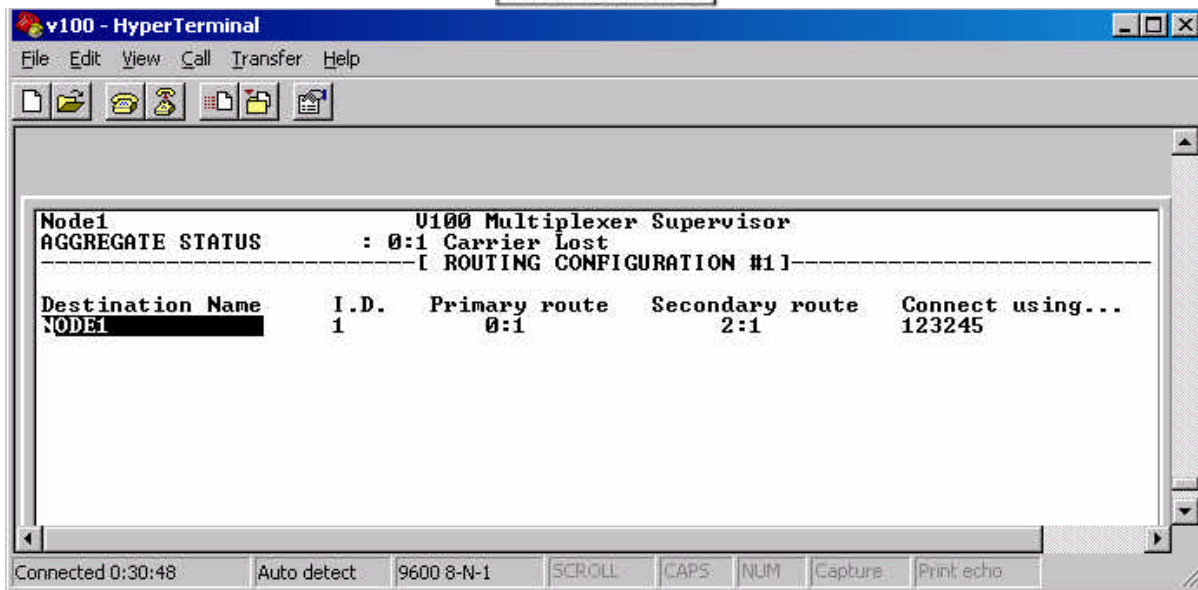 v100 - HyperTerminal
File Edit View Call Transfer Help
Node1 V100 Multiplexer Supervisor
AGGREGATE STATUS : 0:1 Carrier Lost
[ ROUTING CONFIGURATION #1]
Destination Name I.D. Primary route Secondary route Connect using...
NODE1 1 0:1 2:1 123245
Connected 0:30:48 Auto detect 9600 8-N-1 SCROLL CAPS NUM Capture Print echo